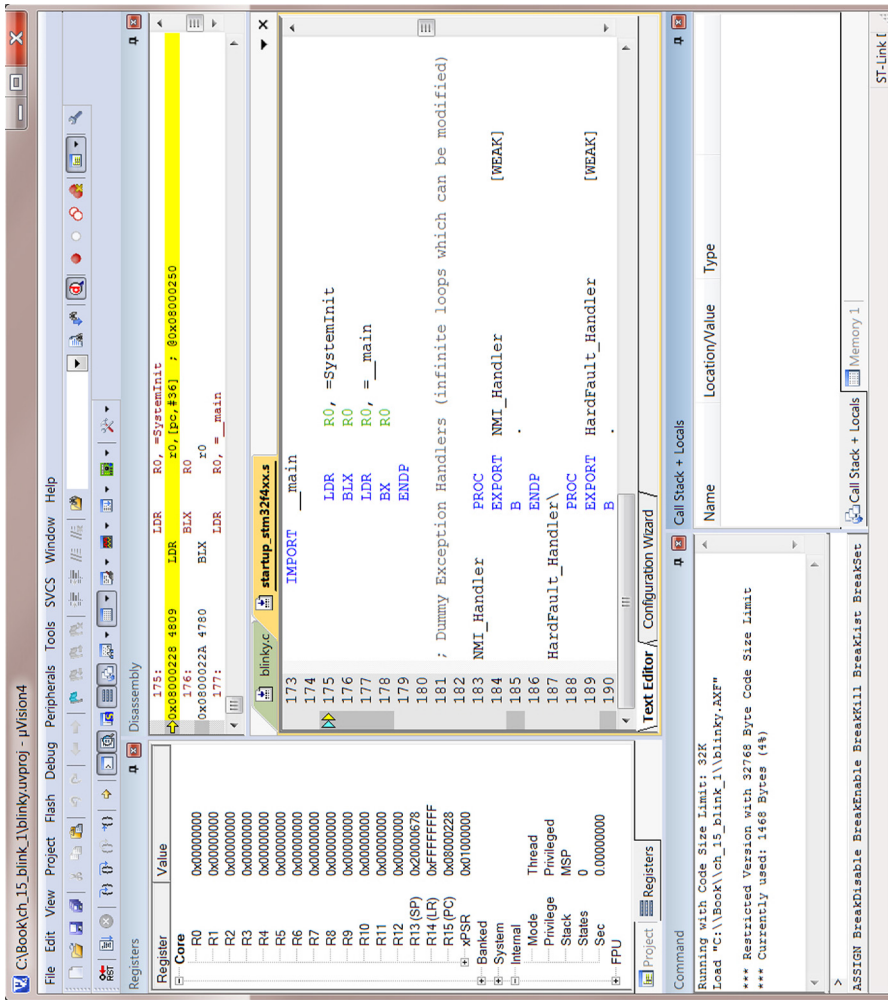 C:\Book\ch_15_blink_1\blinky.uvproj - µVision4
File Edit View Project Flash Debug Peripherals Tools SVCS Window Help
RST
Registers
Register Value
Core
R0 0x00000000
R1 0x00000000
R2 0x00000000
R3 0x00000000
R4 0x00000000
R5 0x00000000
R6 0x00000000
R7 0x00000000
R8 0x00000000
R9 0x00000000
R10 0x00000000
R11 0x00000000
R12 0x00000000
R13 (SP) 0x20000678
R14 (LR) 0xFFFFFFFF
R15 (PC) 0x08000228
xPSR 0x01000000
Banked
System
Internal
Mode Thread
Privilege Privileged
Stack MSP
States 0
Sec 0.00000000
FPU
Project Registers
Disassembly
175: LDR R0, =SystemInit
0x08000228 4809 LDR r0,[pc,#36] ; @0x08000250
176: BLX R0
0x0800022A 4780 BLX r0
177: LDR R0, =__main
blinky.c startup_stm32f4xx.s
173 IMPORT __main
174
175 LDR R0, =SystemInit
176 BLX R0
177 LDR R0, =__main
178 BX R0
179 ENDP
180
181 ; Dummy Exception Handlers (infinite loops which can be modified)
182
183 NMI_Handler PROC
184 EXPORT NMI_Handler [WEAK]
185 B .
186 ENDP
187 HardFault_Handler\
188 PROC
189 EXPORT HardFault_Handler [WEAK]
190 B .
Text Editor Configuration Wizard
Command
Running with Code Size Limit: 32K
Load "C:\\Book\\ch_15_blink_1\\blinky.AXF"
*** Restricted Version with 32768 Byte Code Size Limit
*** Currently used: 1468 Bytes (4%)
>
ASSIGN BreakDisable BreakEnable BreakKill BreakList BreakSet
Call Stack + Locals
Name Location/Value Type
Call Stack + Locals Memory 1
ST-Link [